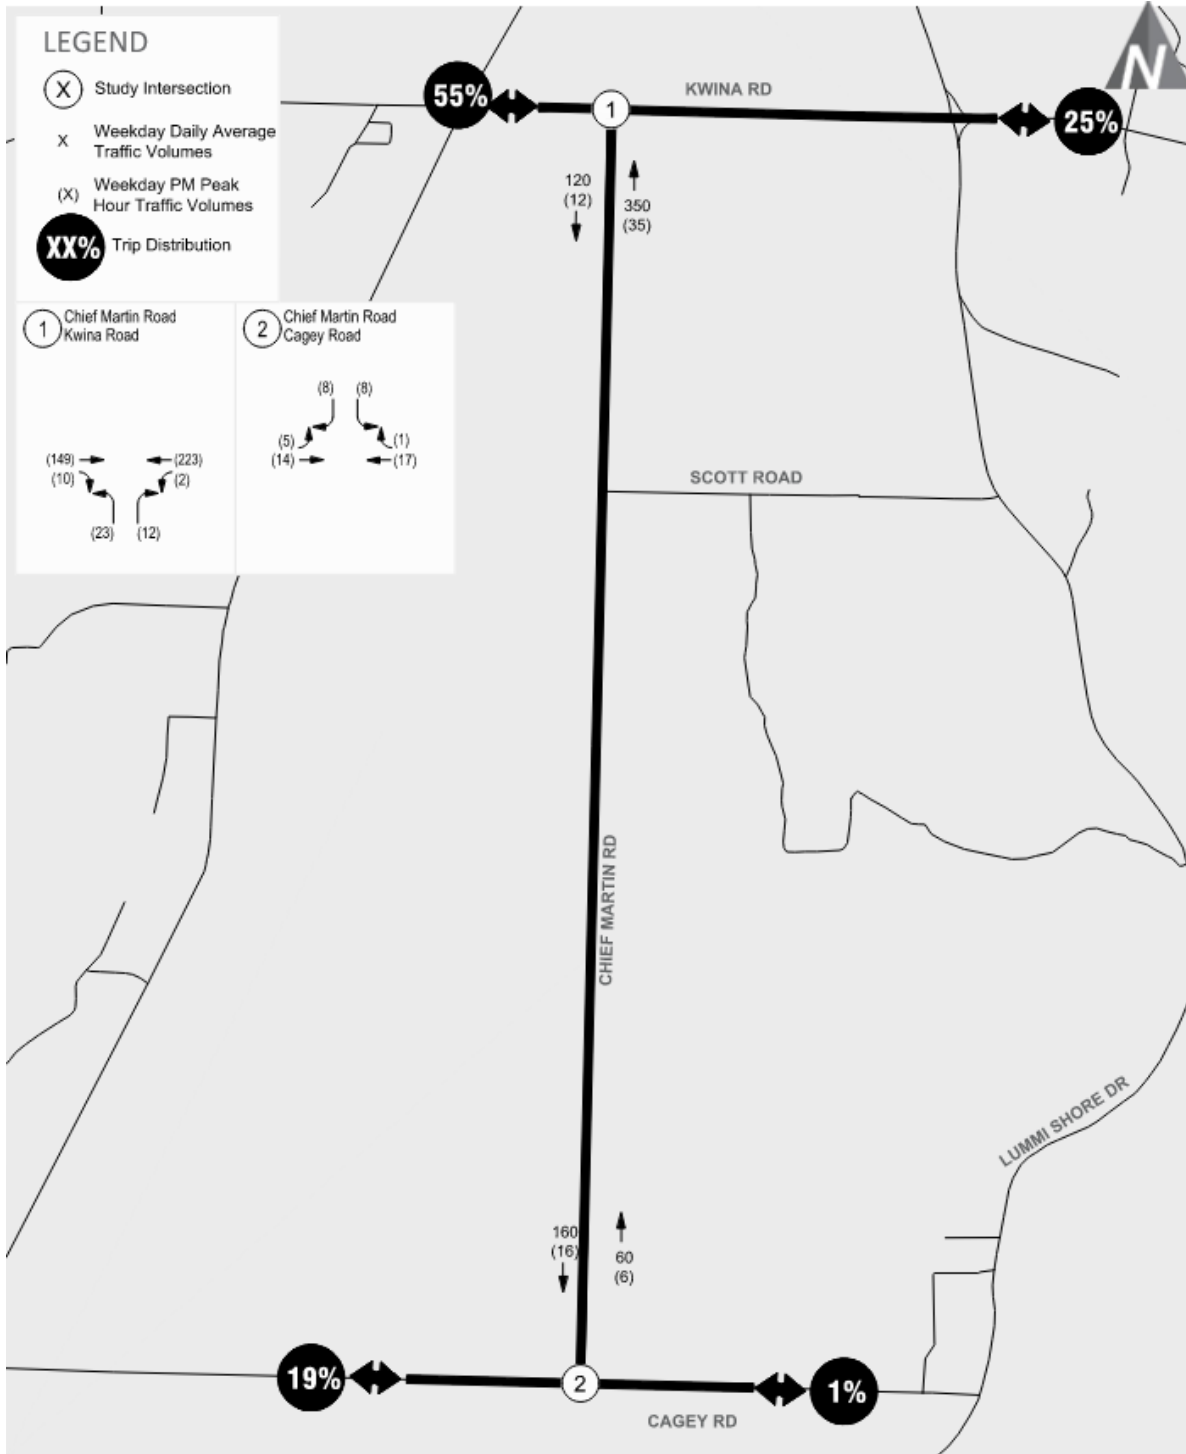 LEGEND
X Study Intersection
X Weekday Daily Average
Traffic Volumes
(X) Weekday PM Peak
Hour Traffic Volumes
XX% Trip Distribution
1 Chief Martin Road
Kwina Road
(149) (223)
(10) (2)
(23) (12)
2 Chief Martin Road
Cagey Road
(8) (8)
(5) (1)
(14) (17)
N
55%
1
KWINA RD
25%
120
(12)
350
(35)
SCOTT ROAD
CHIEF MARTIN RD
LUMMI SHORE DR
160
(16)
60
(6)
19%
2
1%
CAGEY RD